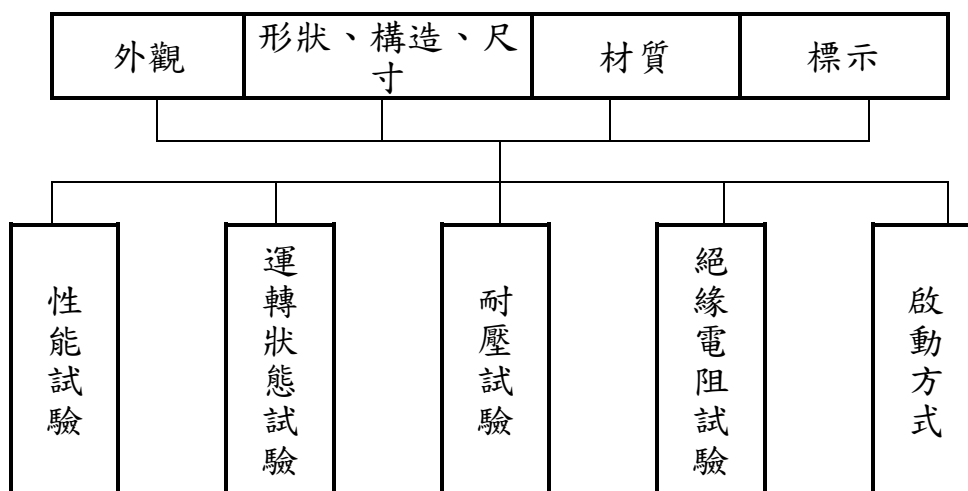 外觀
形狀、構造、尺
寸
材質
標示
性能試驗
運轉狀態試驗
耐壓試驗
絕緣電阻試驗
啟動方式